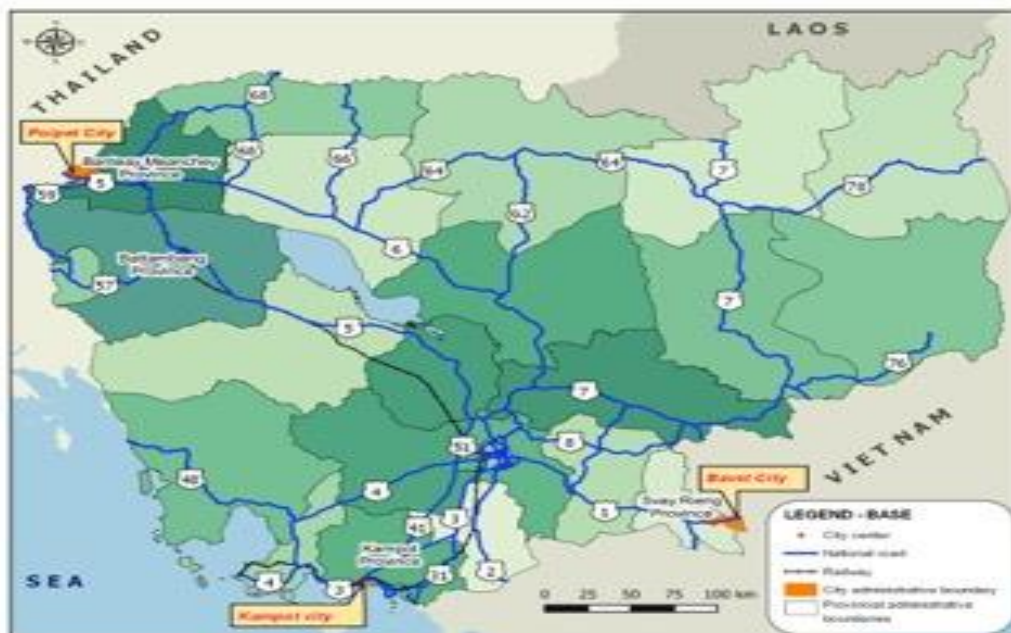 LAOS
THAILAND
68
Poipet City
Banteay Meanchey
Province
5
68
66
64
64
7
78
59
62
6
Battambang
Province
57
7
5
76
7
51
8
VIETNAM
Bavet City
48
4
Svay Rieng
Province
1
41
3
Kampot
Province
31
2
SEA
4
3
Kampot city
0 25 50 75 100 km
LEGEND - BASE
City center
National road
Railway
City administrative boundary
Provincial administrative
boundaries